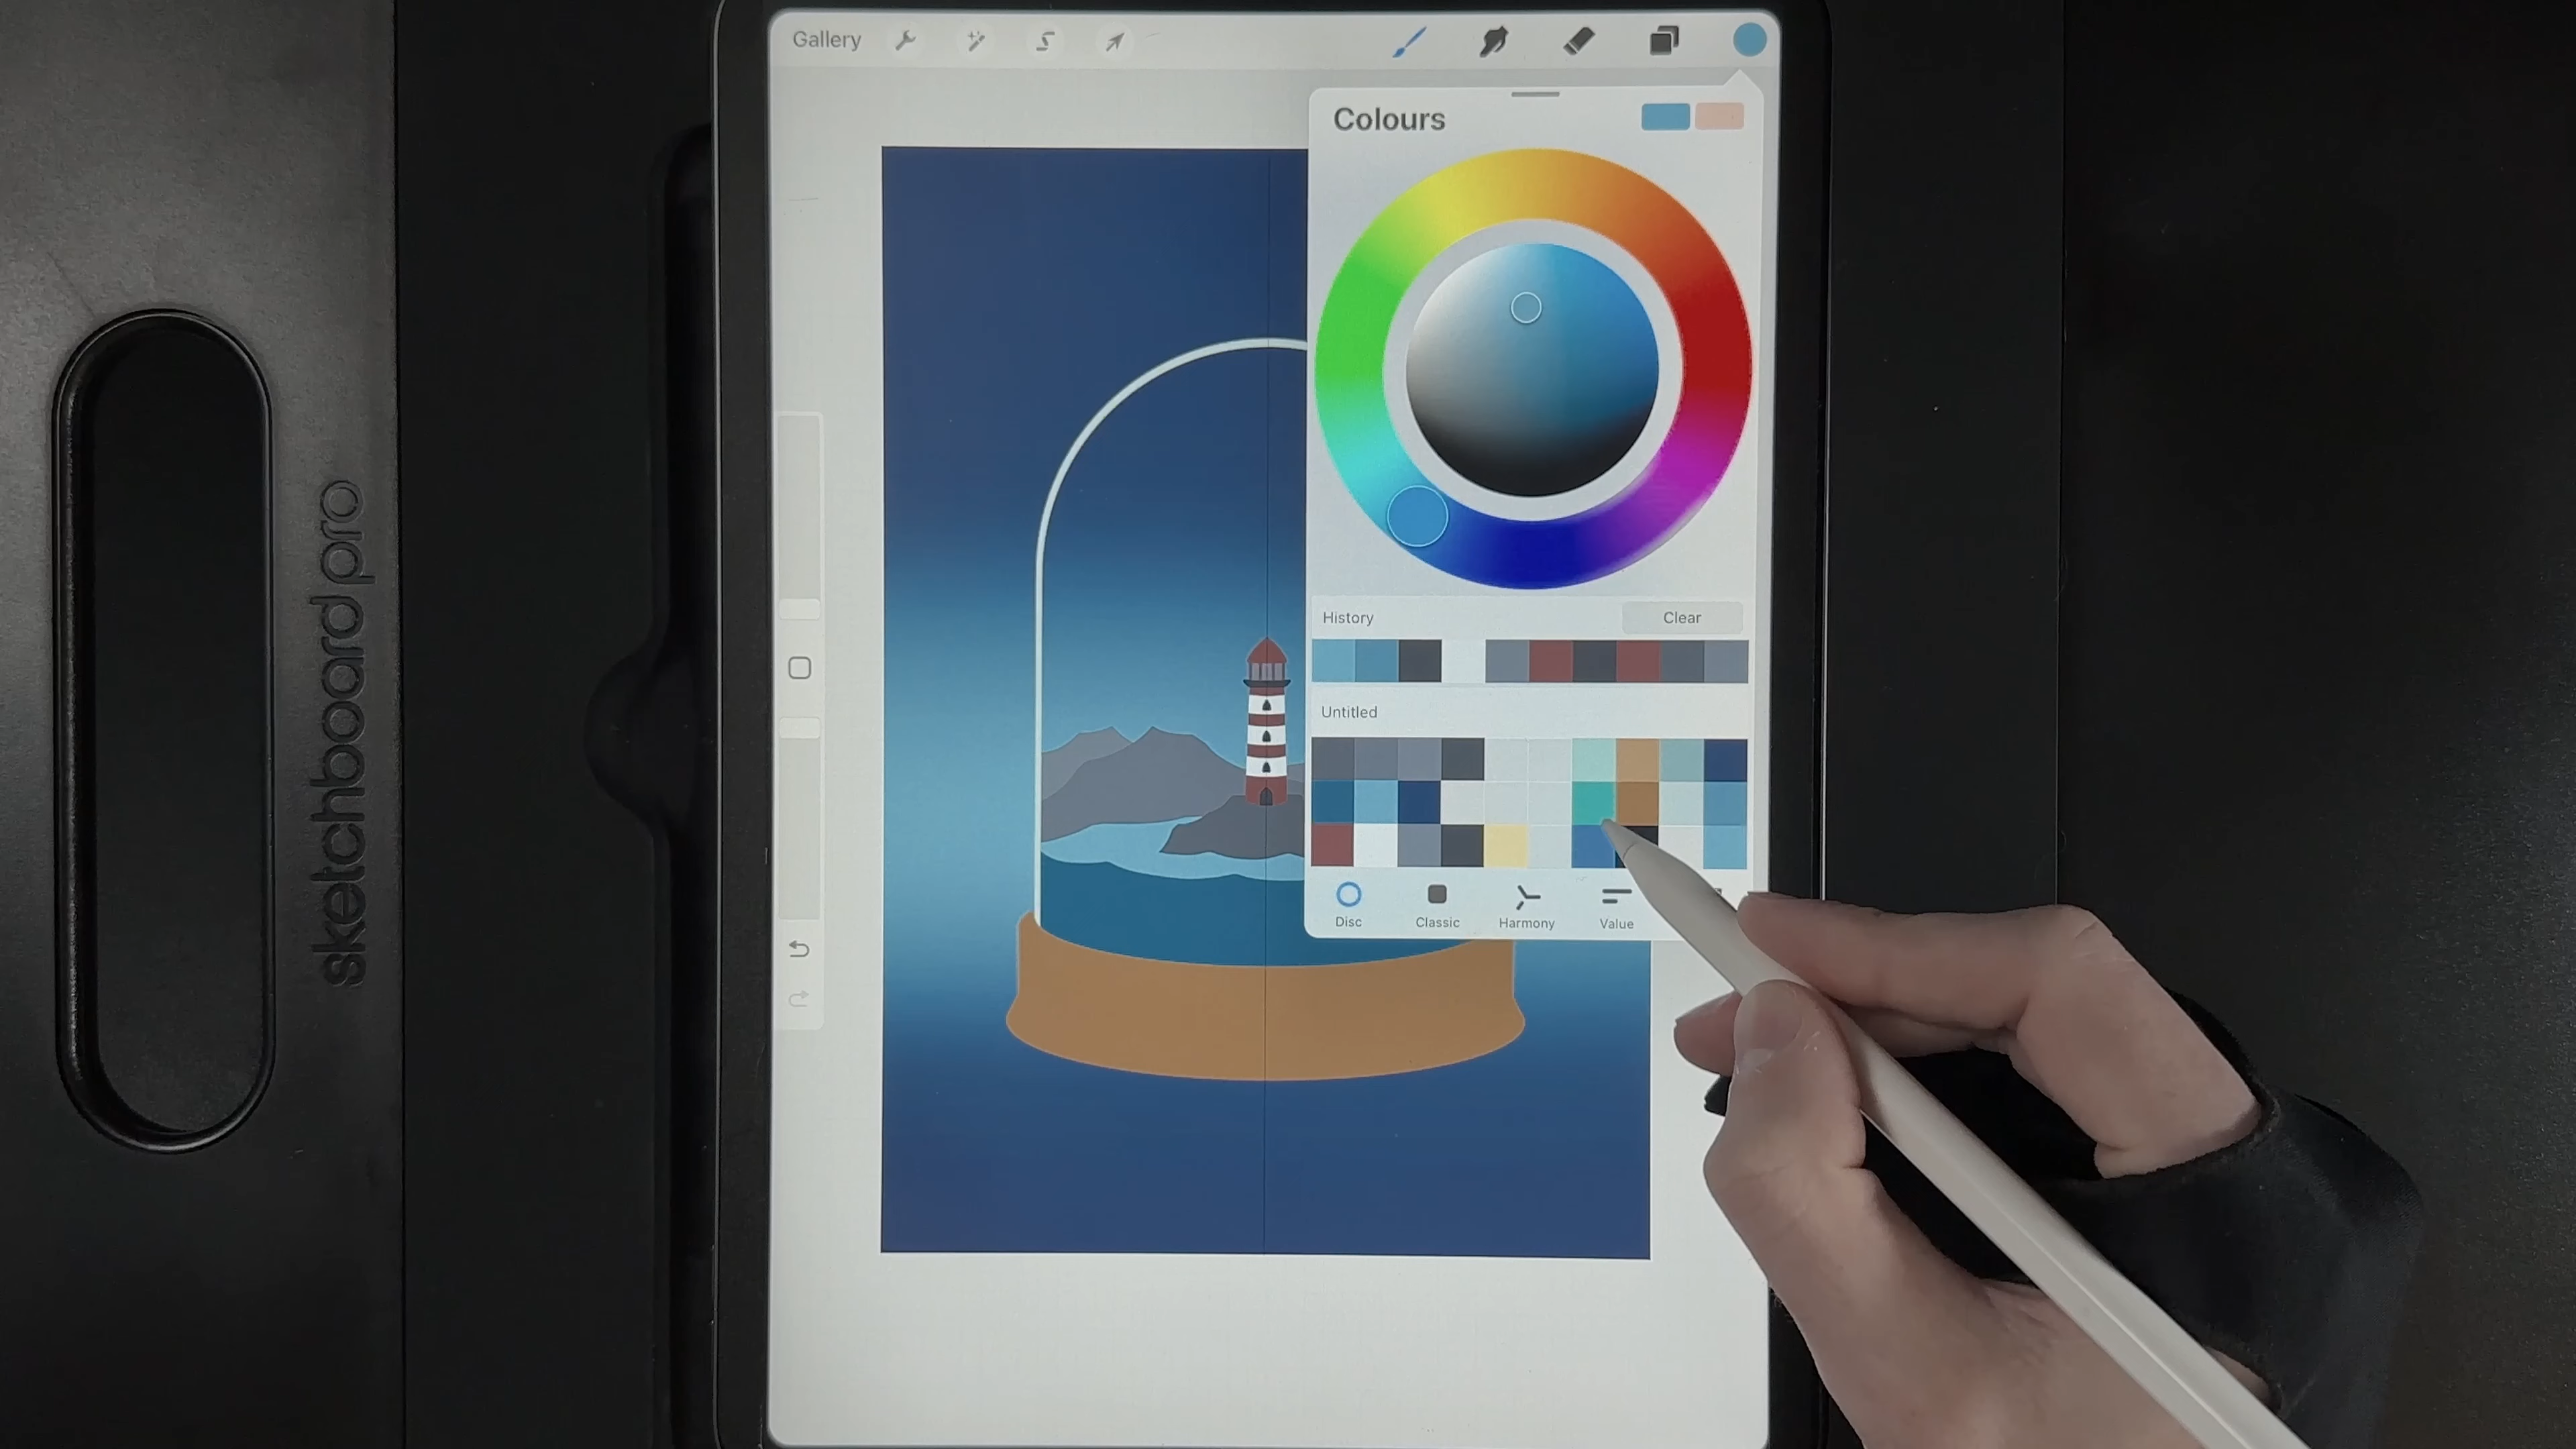 Gallery
Colours
History
Clear
Untitled
Disc
Classic
Harmony
Value
sketchboard pro